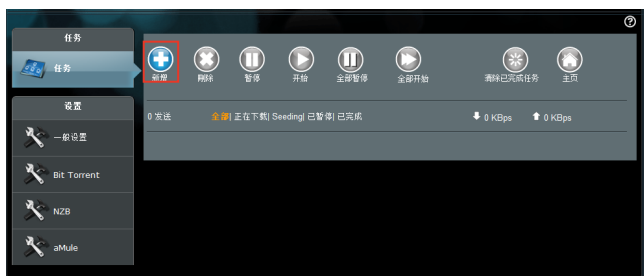 任务
任务
设置
一般设置
Bit Torrent
NZB
aMule
新增 删除 暂停 开始 全部暂停 全部开始 清除已完成任务 主页
0 发送 全部| 正在下载| Seeding| 已暂停| 已完成 0 KBps 0 KBps